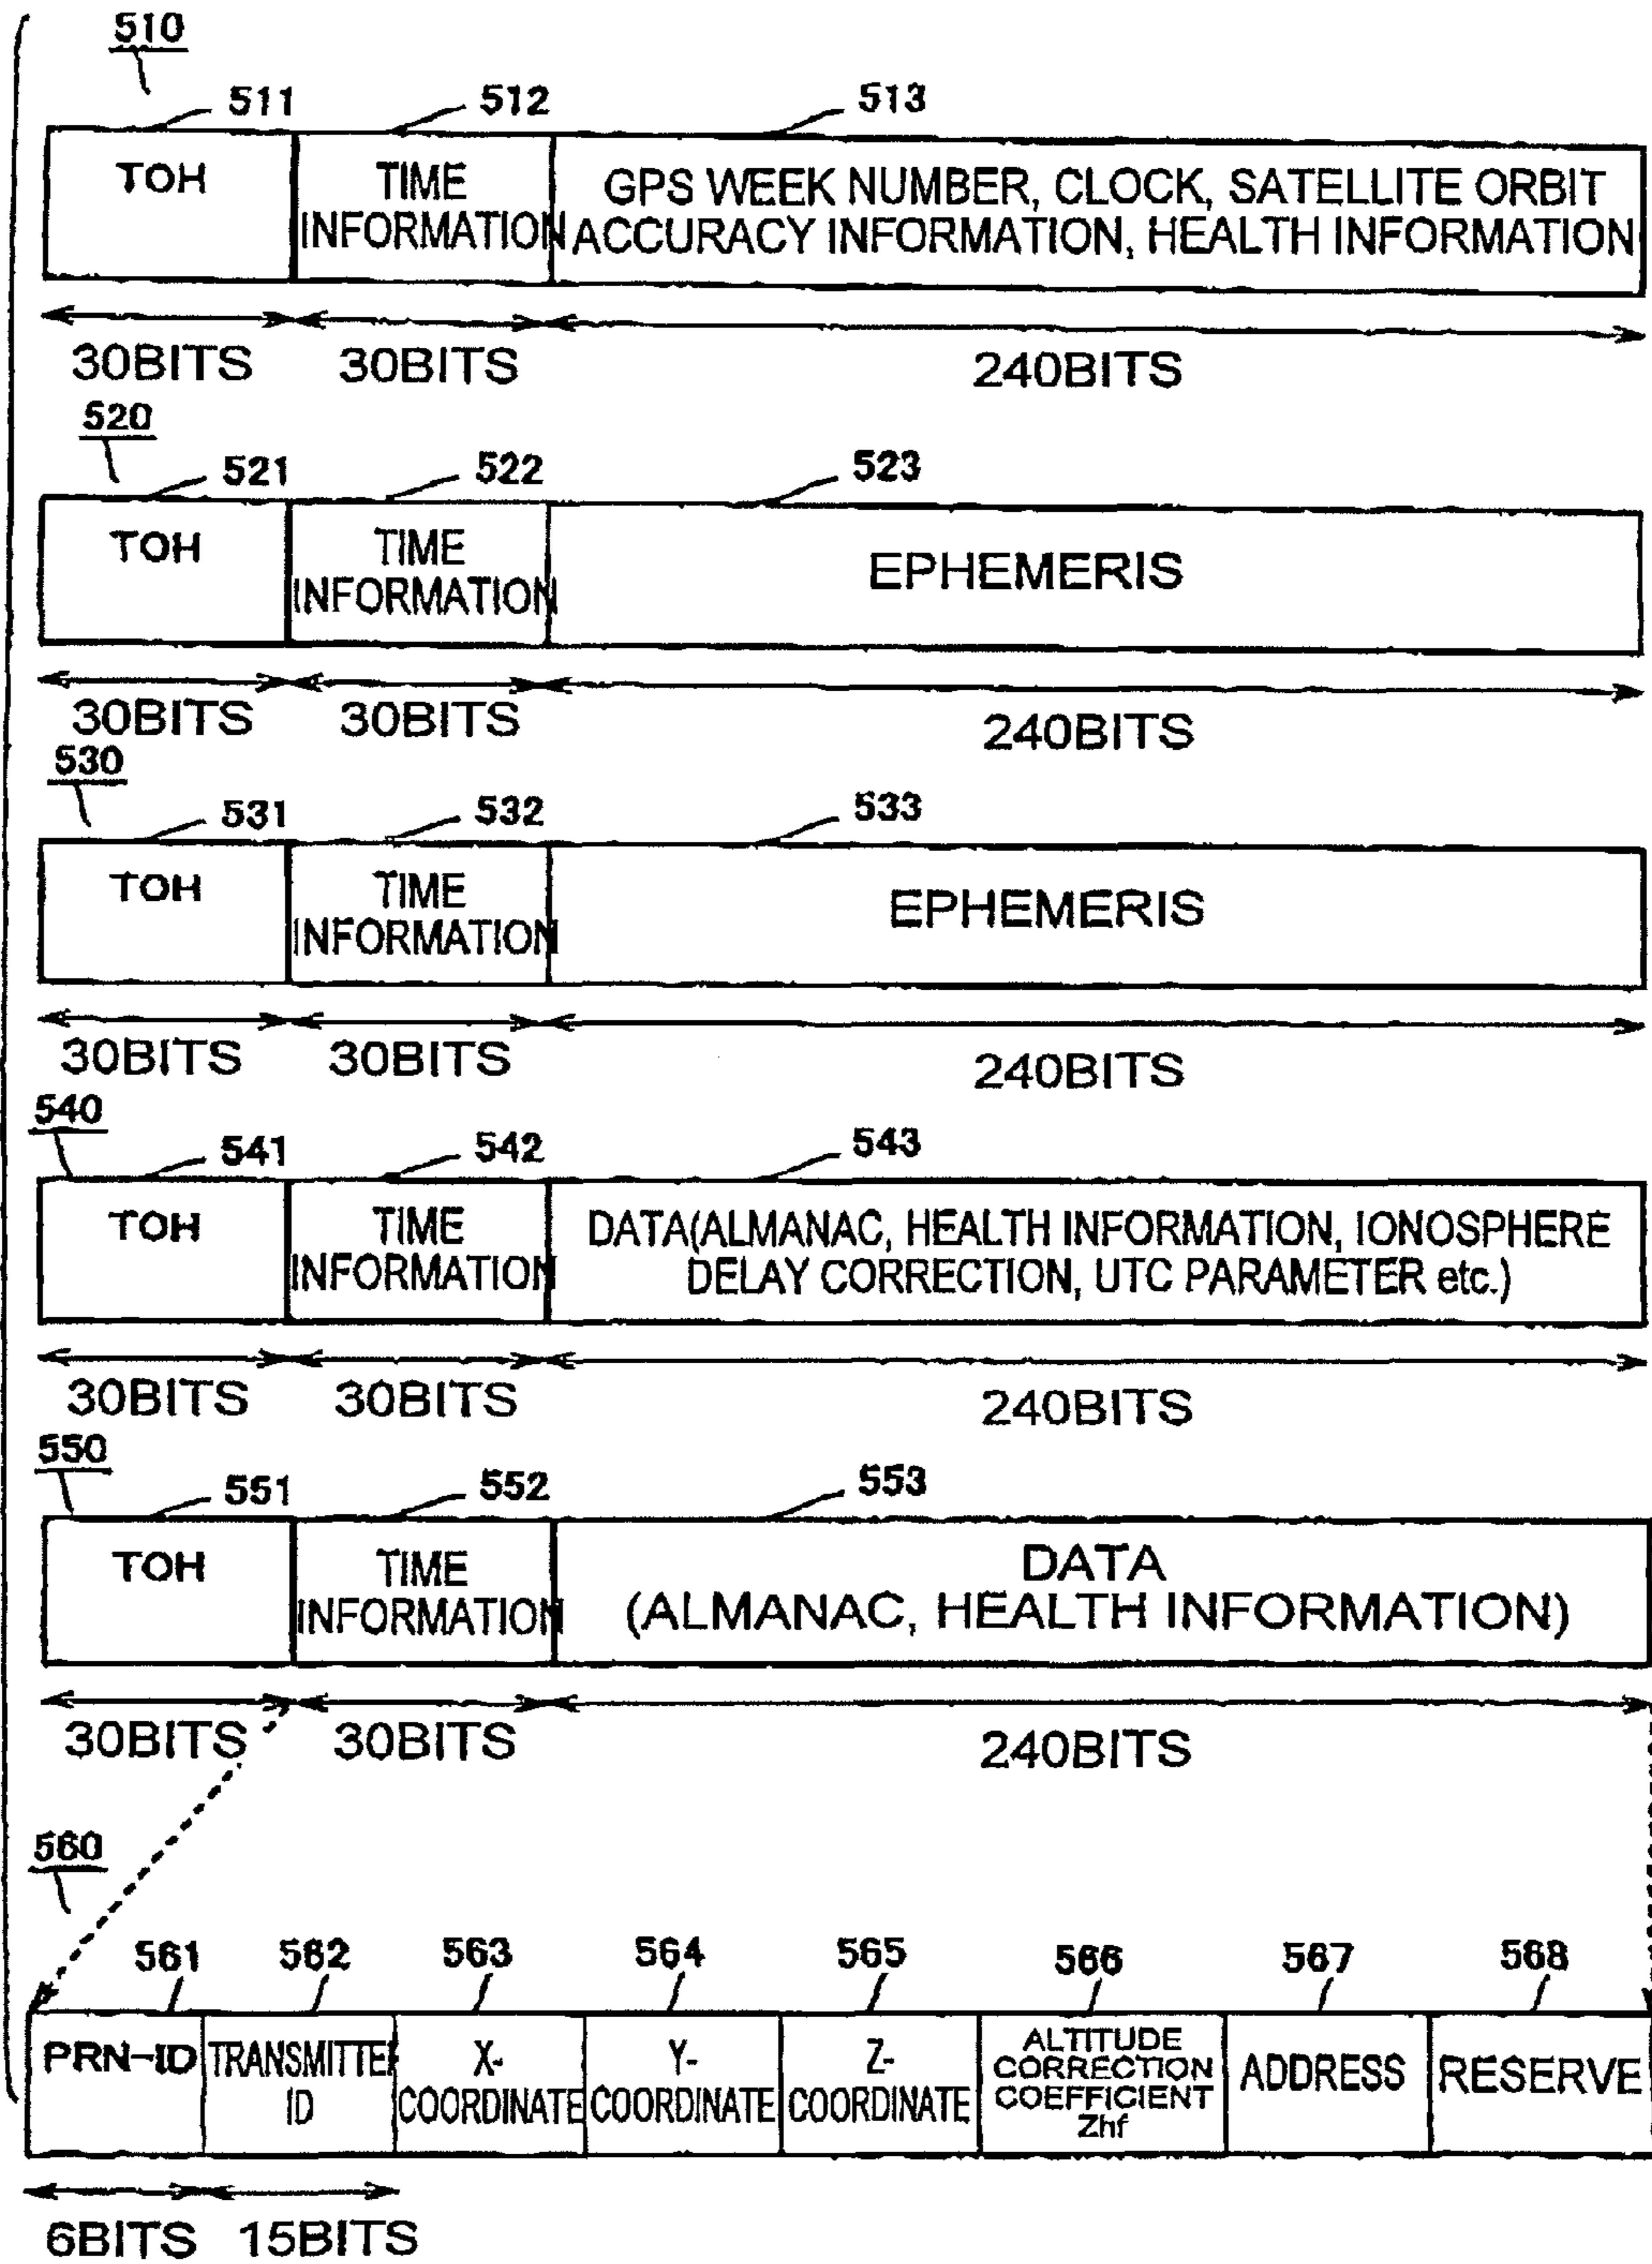 510
511 512 513
TOH TIME INFORMATION GPS WEEK NUMBER, CLOCK, SATELLITE ORBIT ACCURACY INFORMATION, HEALTH INFORMATION
30BITS 30BITS 240BITS
520
521 522 523
TOH TIME INFORMATION EPHEMERIS
30BITS 30BITS 240BITS
530
531 532 533
TOH TIME INFORMATION EPHEMERIS
30BITS 30BITS 240BITS
540
541 542 543
TOH TIME INFORMATION DATA(ALMANAC, HEALTH INFORMATION, IONOSPHERE DELAY CORRECTION, UTC PARAMETER etc.)
30BITS 30BITS 240BITS
550
551 552 553
TOH TIME INFORMATION DATA (ALMANAC, HEALTH INFORMATION)
30BITS 30BITS 240BITS
560
561 562 563 564 565 566 567 568
PRN-ID TRANSMITTE ID X-COORDINATE Y-COORDINATE Z-COORDINATE ALTITUDE CORRECTION COEFFICIENT Zhf ADDRESS RESERVE
6BITS 15BITS